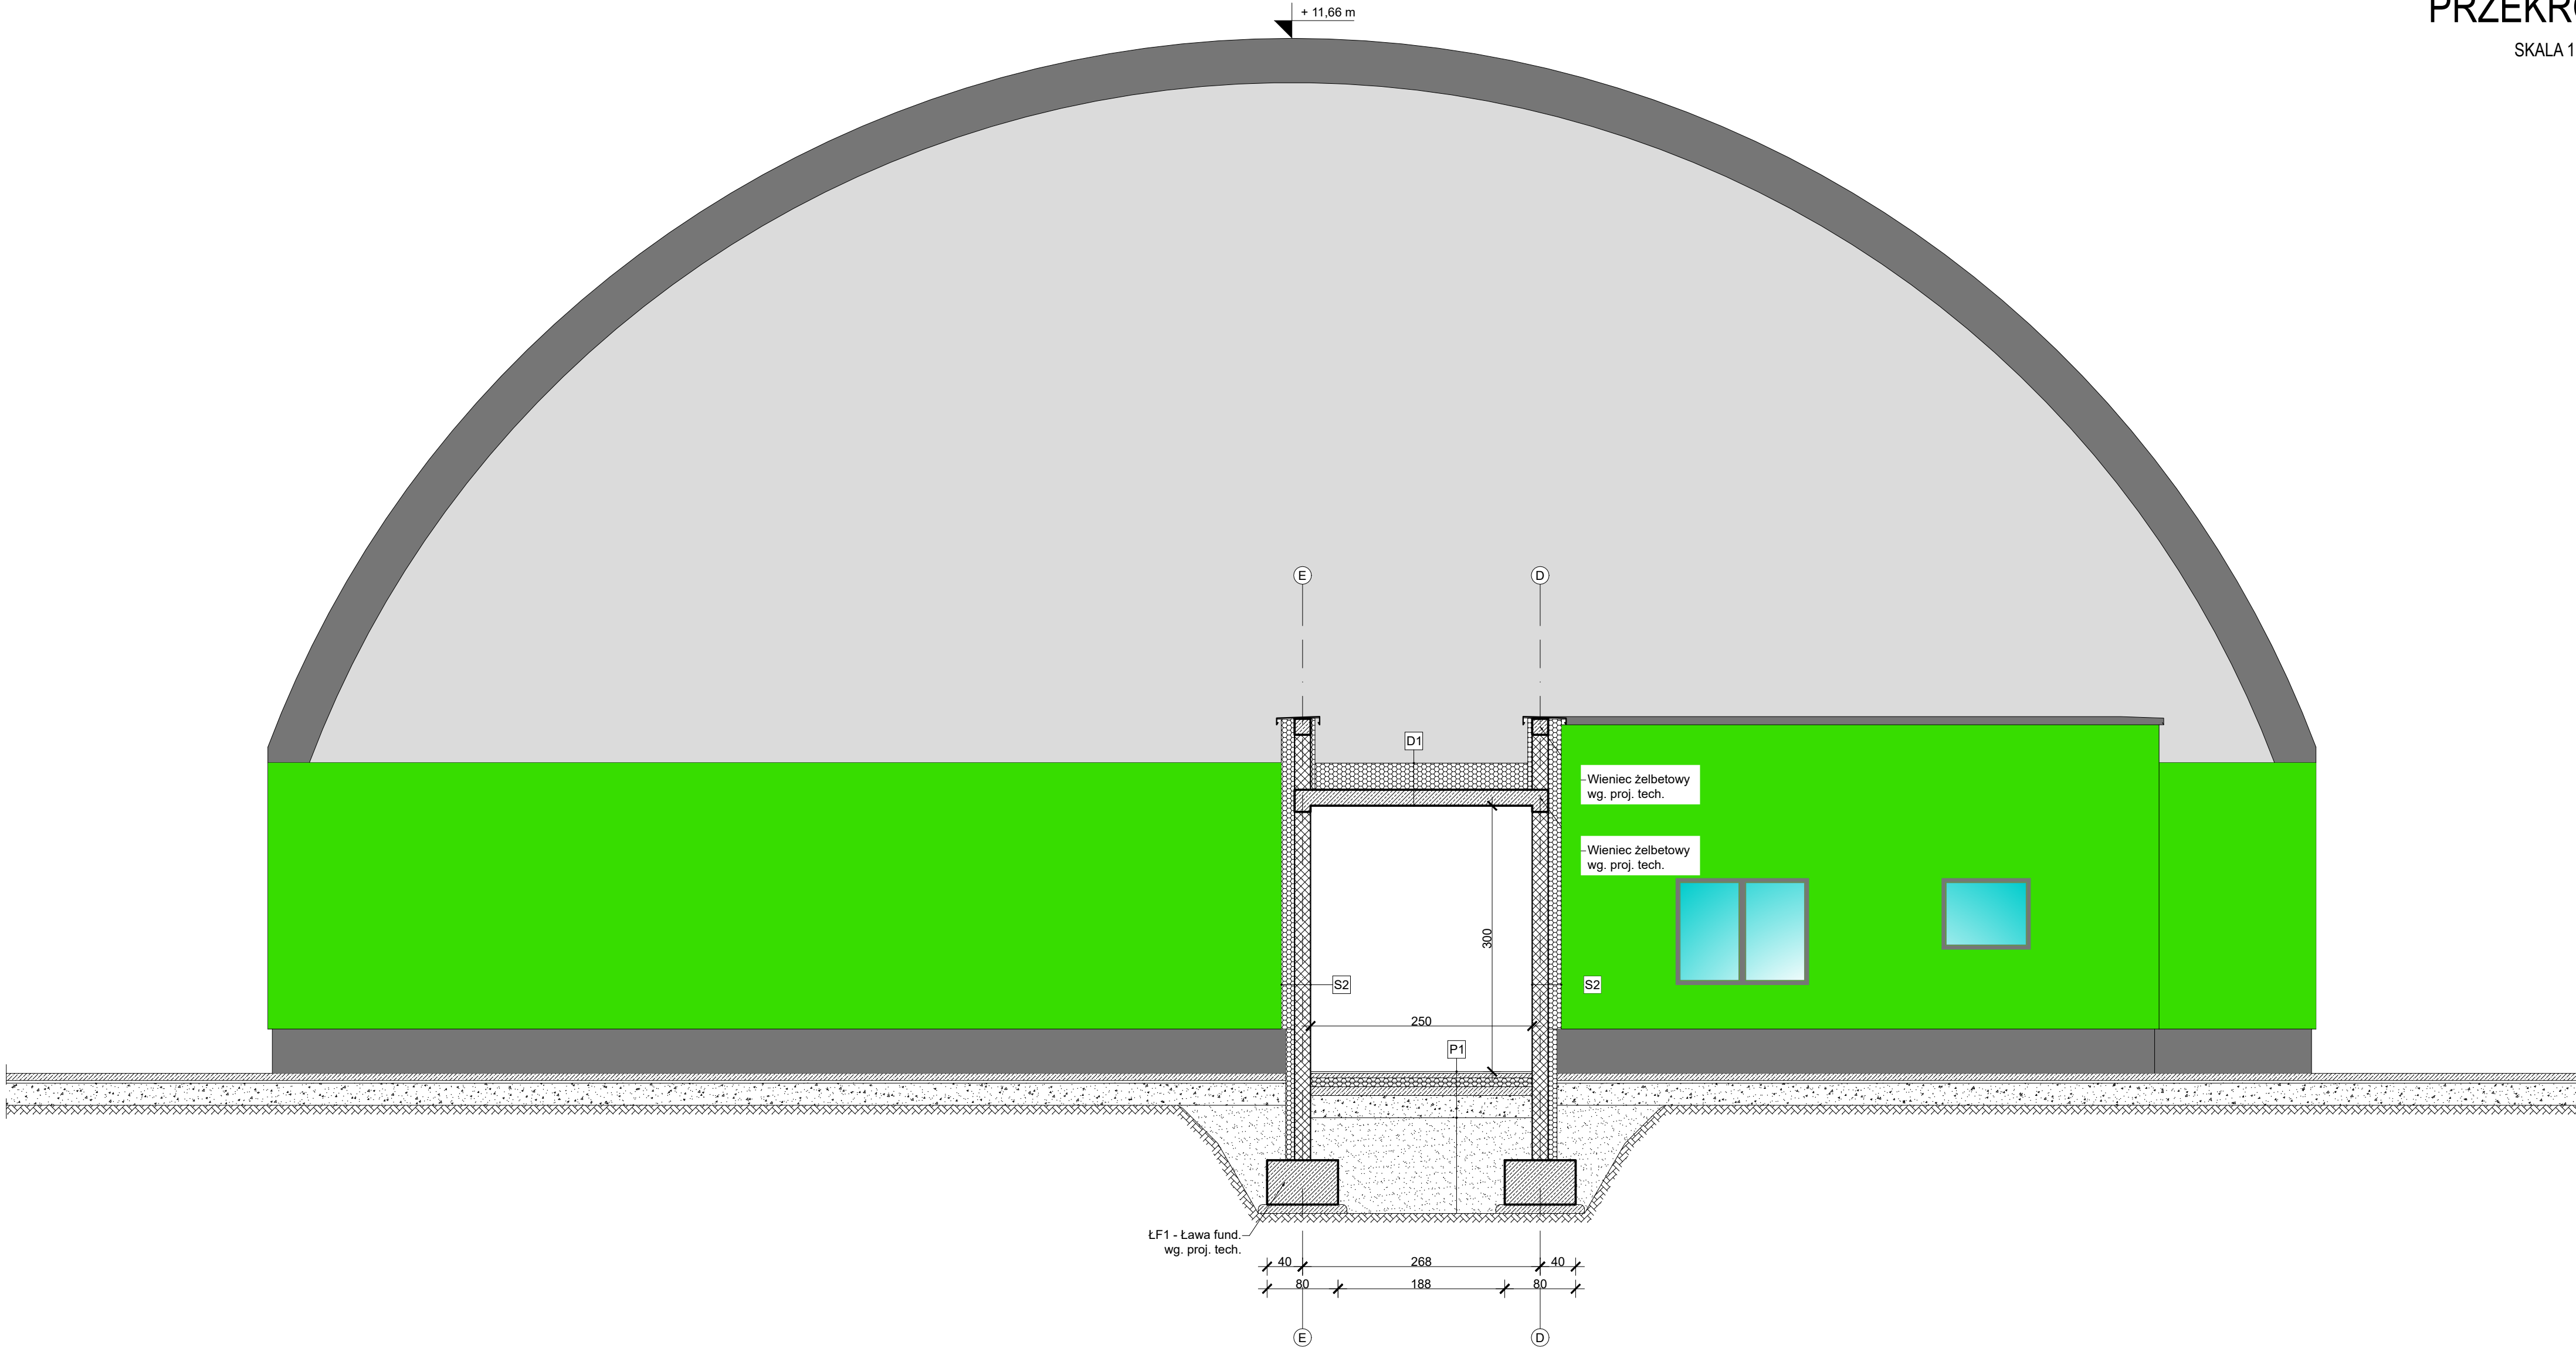 + 11,66 m
SKALA 1
E
D
D1
Wieniec żelbetowy
wg. proj. tech.
Wieniec żelbetowy
wg. proj. tech.
300
S2
S2
250
P1
ŁF1 - Ława fund.
wg. proj. tech.
40
268
40
80
188
80
E
D